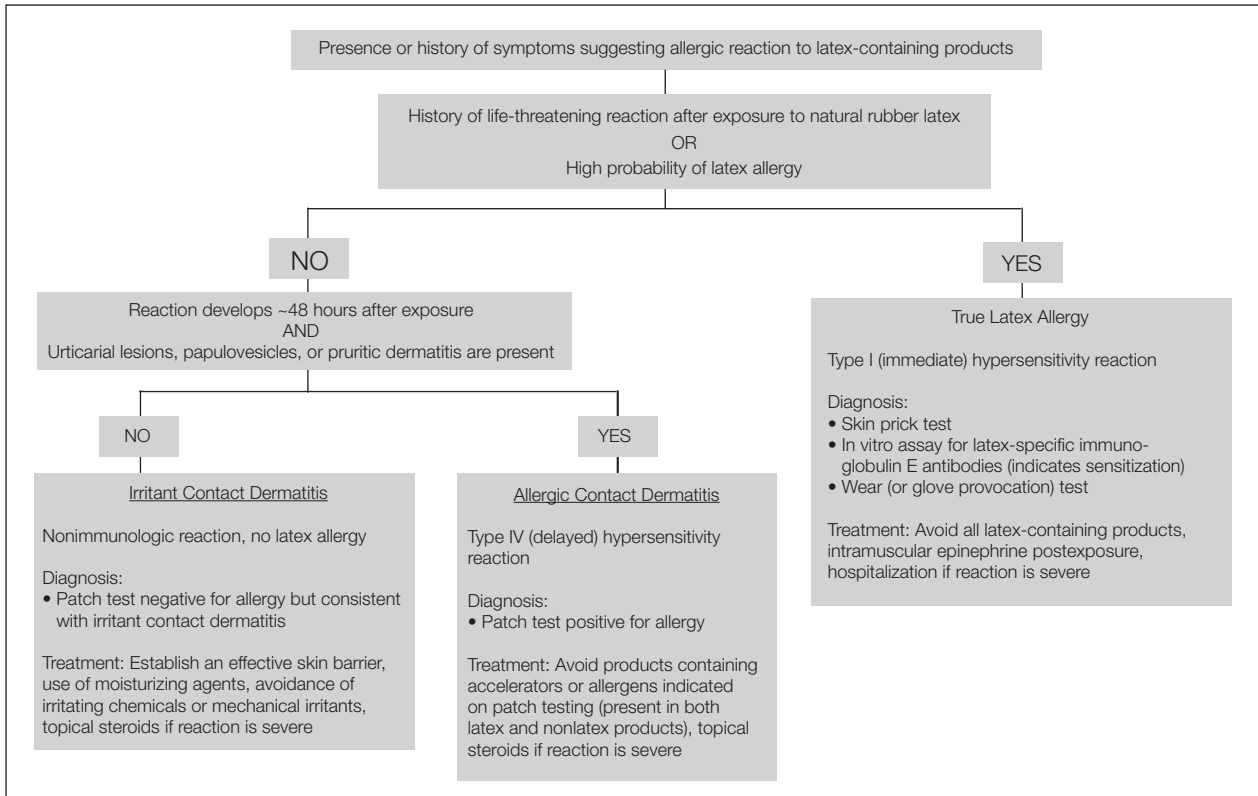 Presence or history of symptoms suggesting allergic reaction to latex-containing products
History of life-threatening reaction after exposure to natural rubber latex
OR
High probability of latex allergy
NO
Reaction develops ~48 hours after exposure
AND
Urticarial lesions, papulovesicles, or pruritic dermatitis are present
NO
Irritant Contact Dermatitis
Nonimmunologic reaction, no latex allergy
Diagnosis:
• Patch test negative for allergy but consistent
with irritant contact dermatitis
Treatment: Establish an effective skin barrier,
use of moisturizing agents, avoidance of
irritating chemicals or mechanical irritants,
topical steroids if reaction is severe
YES
Allergic Contact Dermatitis
Type IV (delayed) hypersensitivity
reaction
Diagnosis:
• Patch test positive for allergy
Treatment: Avoid products containing
accelerators or allergens indicated
on patch testing (present in both
latex and nonlatex products), topical
steroids if reaction is severe
YES
True Latex Allergy
Type I (immediate) hypersensitivity reaction
Diagnosis:
• Skin prick test
• In vitro assay for latex-specific immuno-
globulin E antibodies (indicates sensitization)
• Wear (or glove provocation) test
Treatment: Avoid all latex-containing products,
intramuscular epinephrine postexposure,
hospitalization if reaction is severe